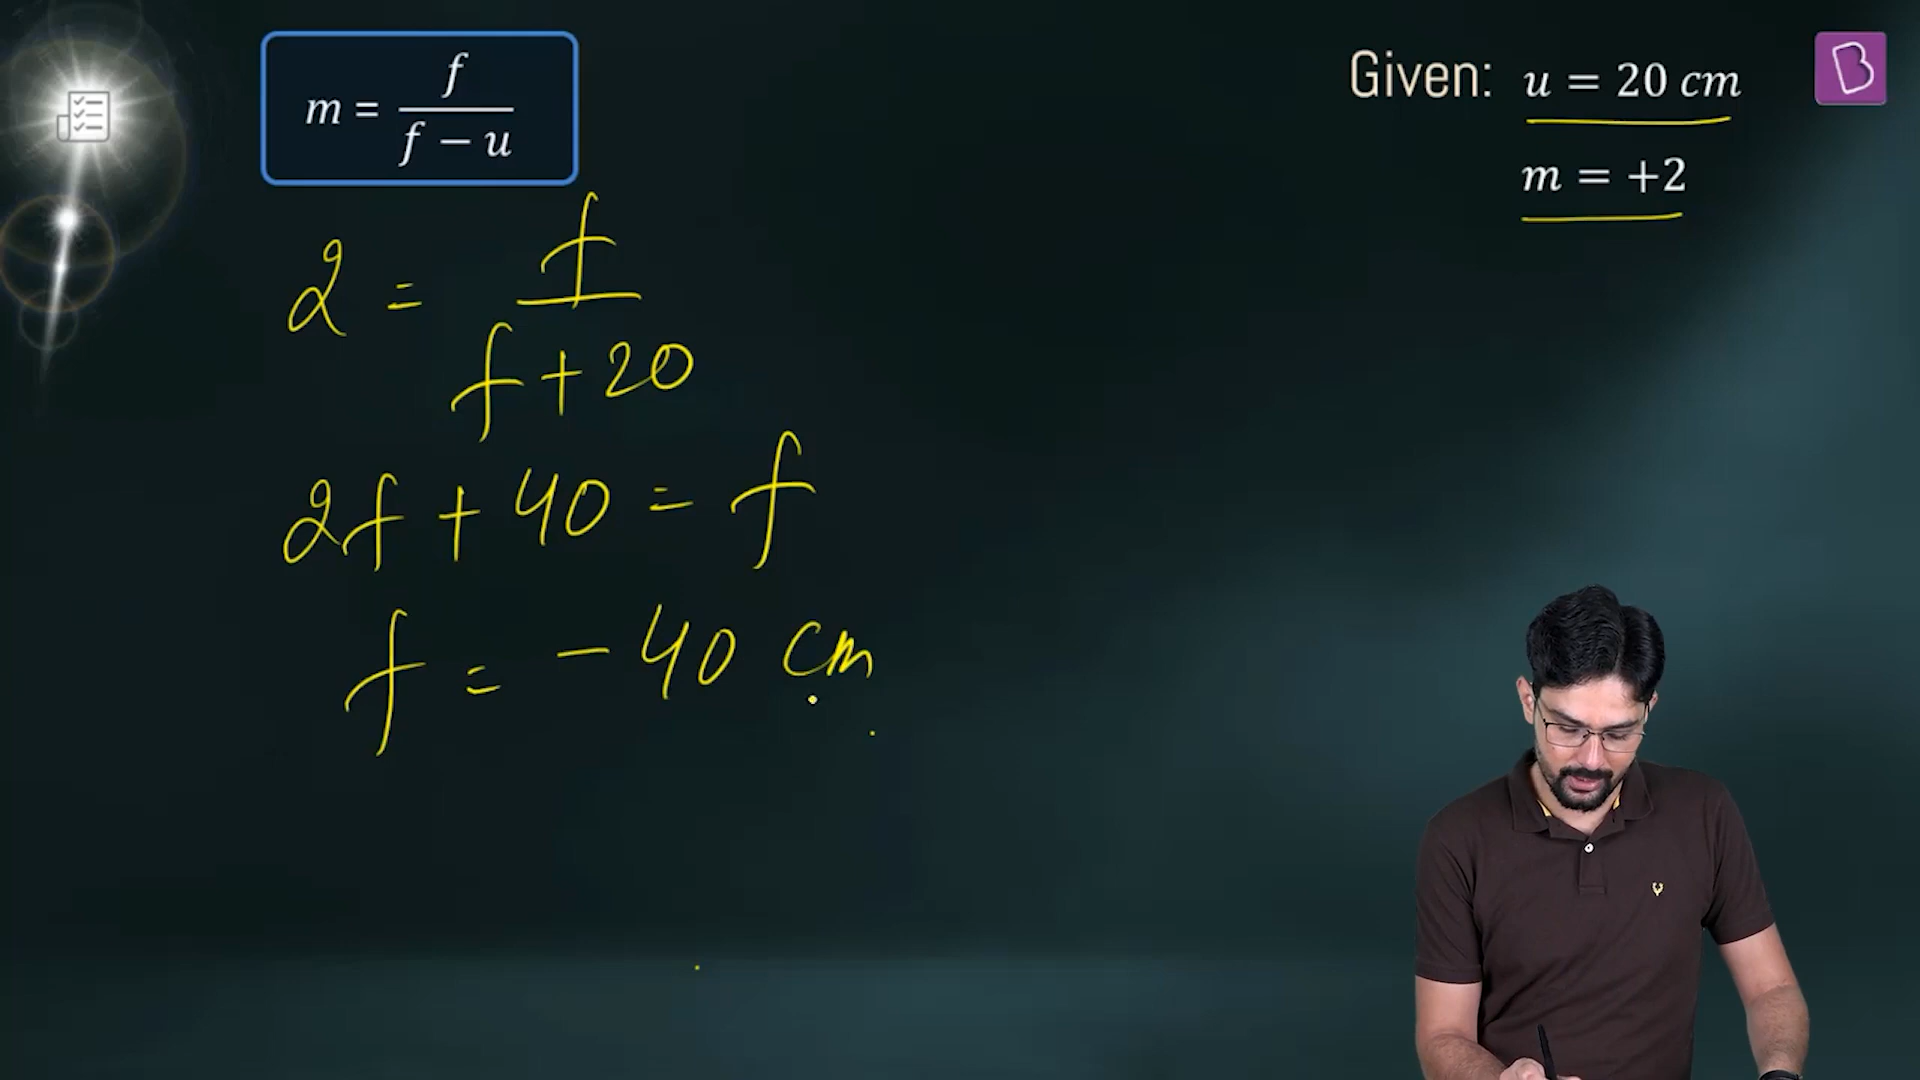 m = f / (f − u)
Given: u = 20 cm
m = +2
2 = f / (f + 20)
2f + 40 = f
f = − 40 cm
B